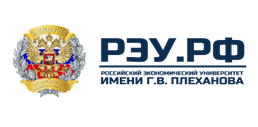 РЭУ.РФ
РОССИЙСКИЙ ЭКОНОМИЧЕСКИЙ УНИВЕРСИТЕТ
ИМЕНИ Г.В. ПЛЕХАНОВА